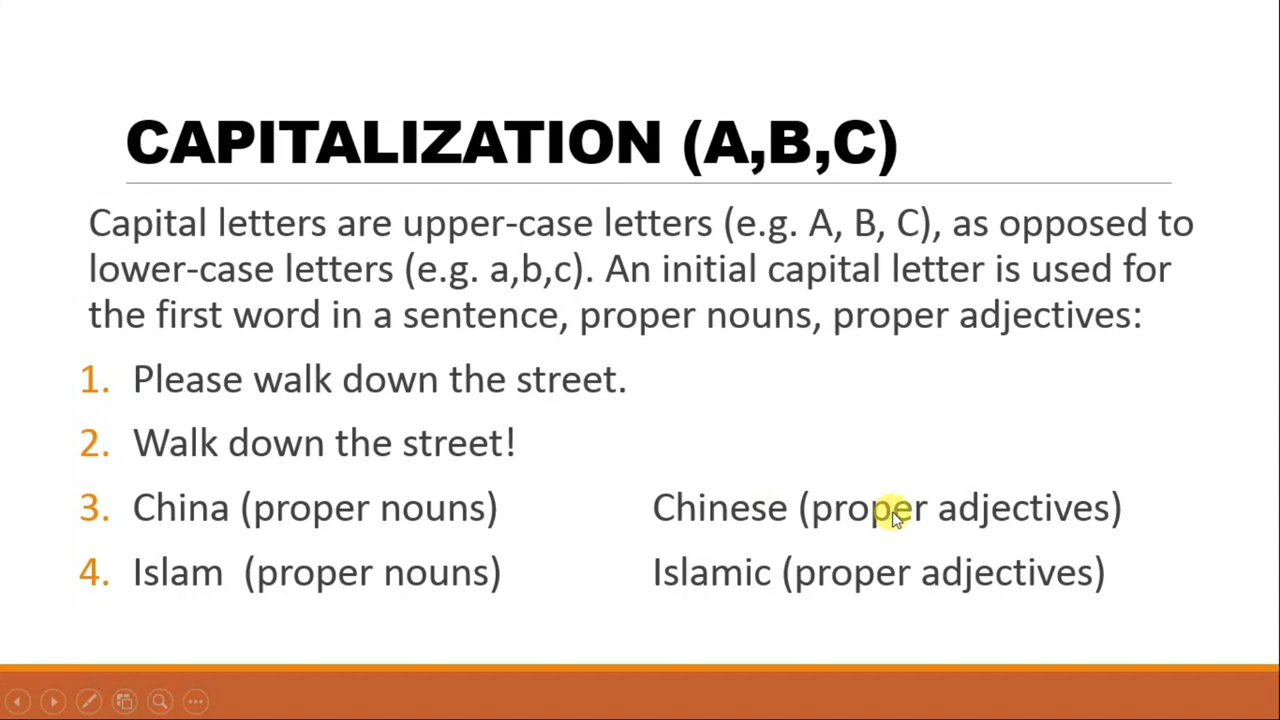 CAPITALIZATION (A,B,C)
Capital letters are upper-case letters (e.g. A, B, C), as opposed to
lower-case letters (e.g. a,b,c). An initial capital letter is used for
the first word in a sentence, proper nouns, proper adjectives:
1. Please walk down the street.
2. Walk down the street!
3. China (proper nouns) Chinese (proper adjectives)
4. Islam (proper nouns) Islamic (proper adjectives)